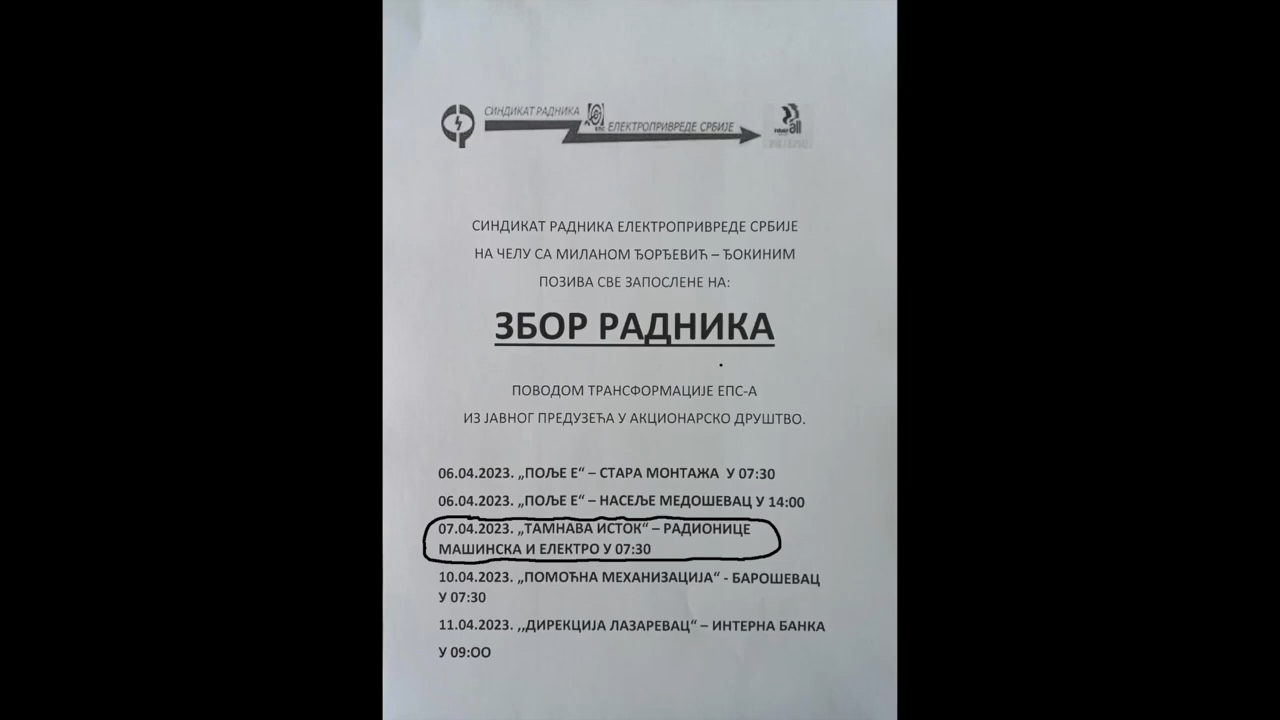 СИНДИКАТ РАДНИКА
ЕПС
ЕЛЕКТРОПРИВРЕДЕ СРБИЈЕ
all
СИНДИКАТ РАДНИКА ЕЛЕКТРОПРИВРЕДЕ СРБИЈЕ
НА ЧЕЛУ СА МИЛАНОМ ЂОРЂЕВИЋ – ЂОКИНИМ
ПОЗИВА СВЕ ЗАПОСЛЕНЕ НА:
ЗБОР РАДНИКА
ПОВОДОМ ТРАНСФОРМАЦИЈЕ ЕПС-А
ИЗ ЈАВНОГ ПРЕДУЗЕЋА У АКЦИОНАРСКО ДРУШТВО.
06.04.2023. „ПОЉЕ Е“ – СТАРА МОНТАЖА У 07:30
06.04.2023. „ПОЉЕ Е“ – НАСЕЉЕ МЕДОШЕВАЦ У 14:00
07.04.2023. „ТАМНАВА ИСТОК“ – РАДИОНИЦЕ
МАШИНСКА И ЕЛЕКТРО У 07:30
10.04.2023. „ПОМОЋНА МЕХАНИЗАЦИЈА“ - БАРОШЕВАЦ
У 07:30
11.04.2023. ,,ДИРЕКЦИЈА ЛАЗАРЕВАЦ“ – ИНТЕРНА БАНКА
У 09:ОО